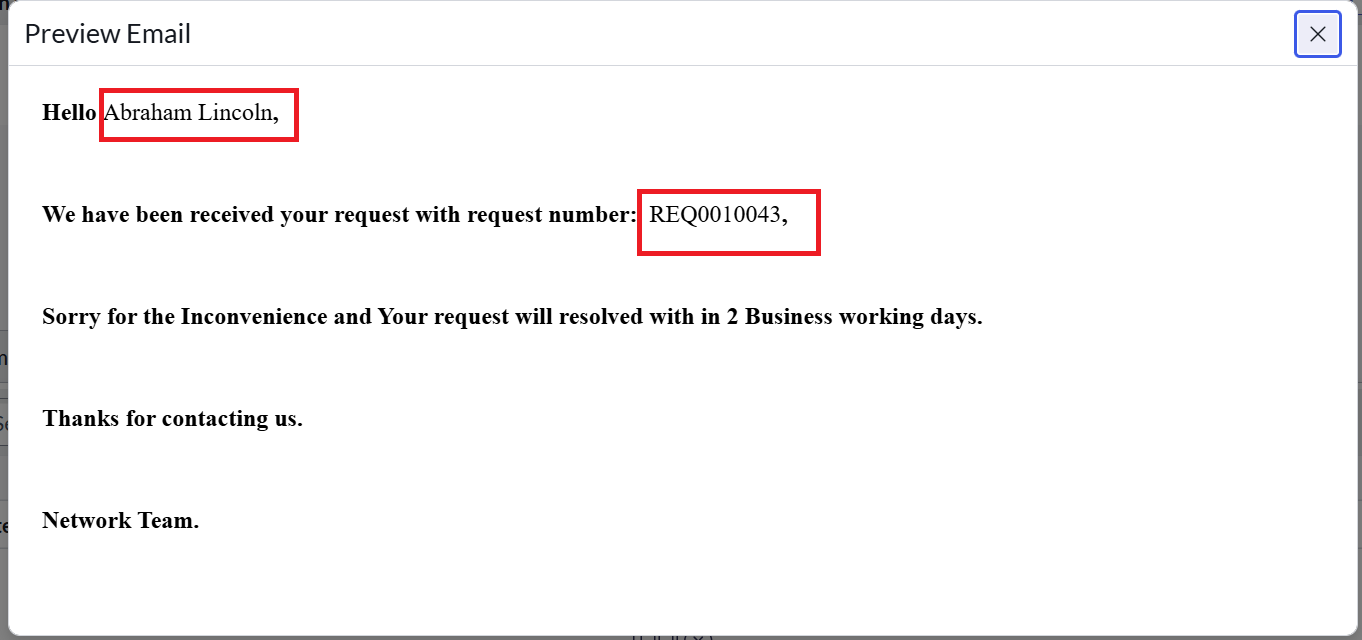 Preview Email
Hello Abraham Lincoln,
We have been received your request with request number: REQ0010043,
Sorry for the Inconvenience and Your request will resolved with in 2 Business working days.
Thanks for contacting us.
Network Team.